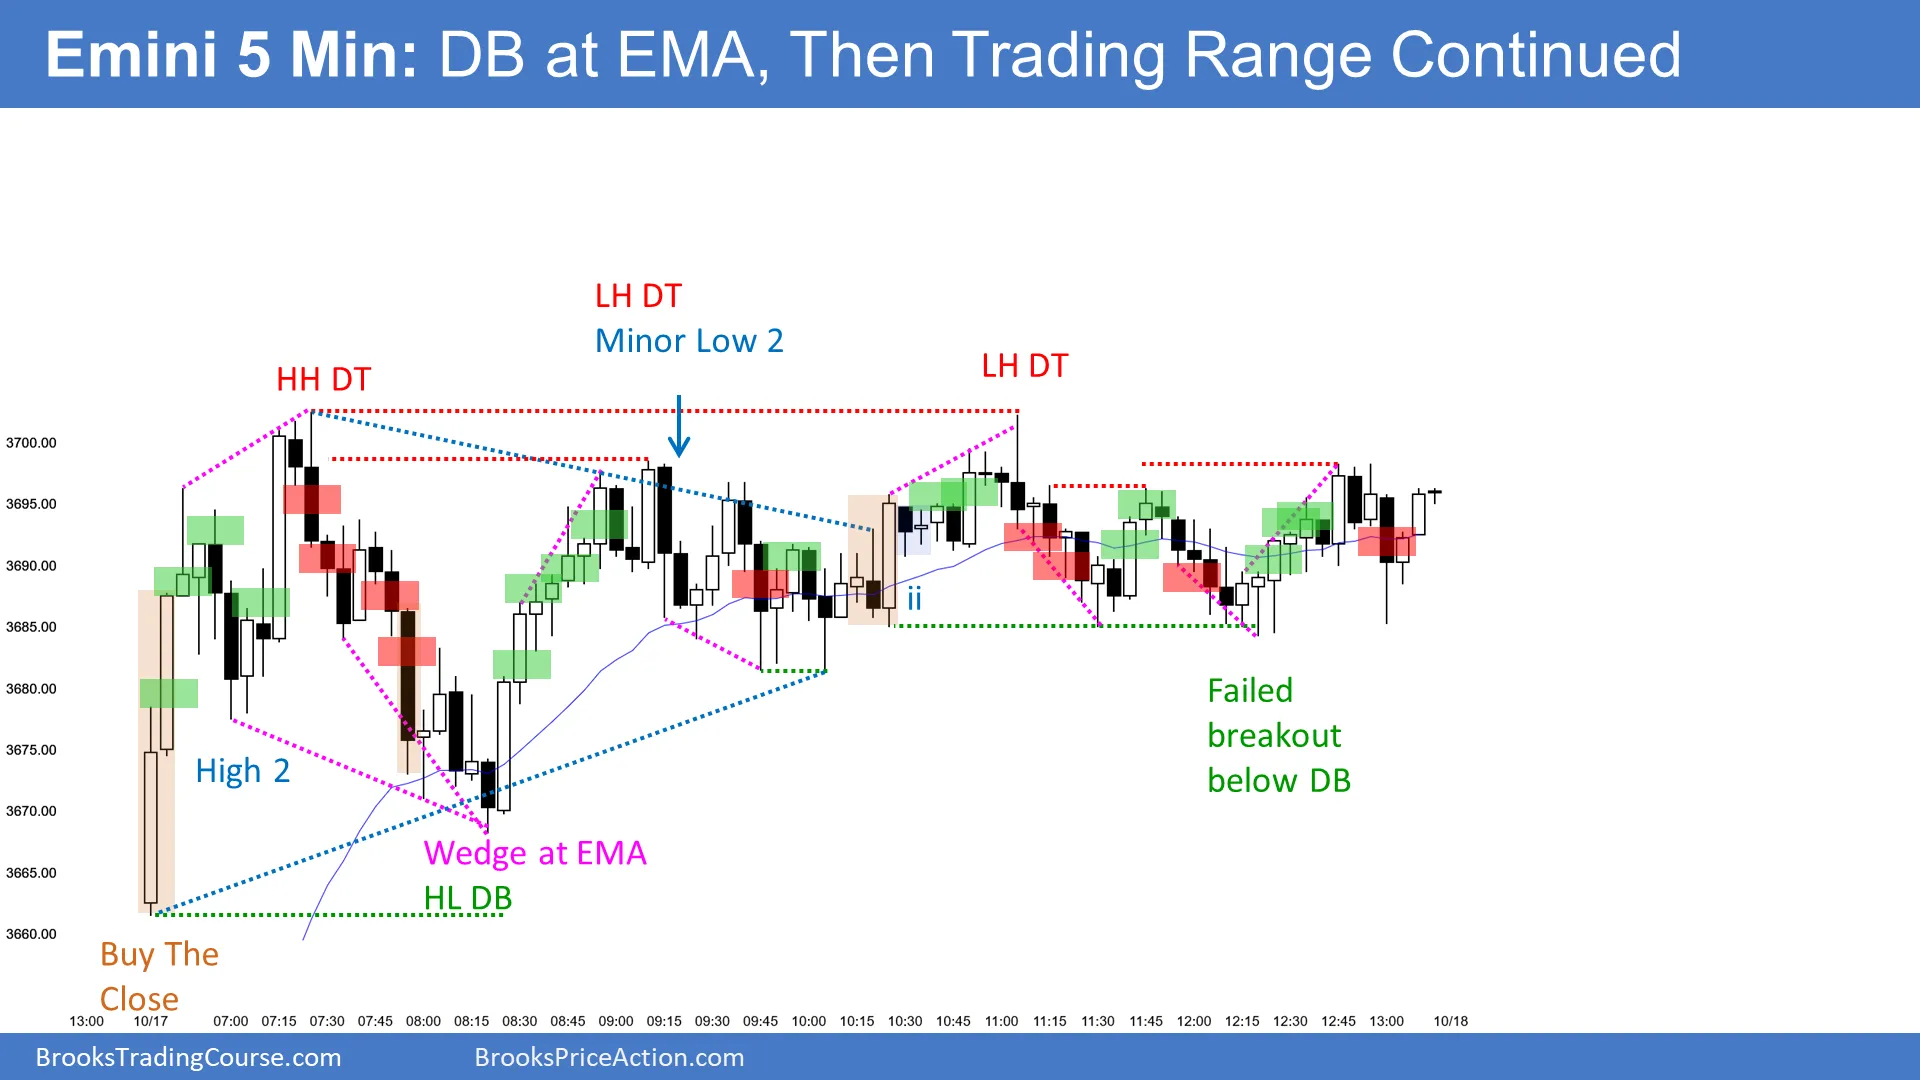 Emini 5 Min: DB at EMA, Then Trading Range Continued
LH DT
Minor Low 2
HH DT
LH DT
3700.00
3695.00
3690.00
3685.00
3680.00
3675.00
3670.00
3665.00
3660.00
ii
High 2
Wedge at EMA
HL DB
Failed
breakout
below DB
Buy The
Close
13:00 10/17 07:00 07:15 07:30 07:45 08:00 08:15 08:30 08:45 09:00 09:15 09:30 09:45 10:00 10:15 10:30 10:45 11:00 11:15 11:30 11:45 12:00 12:15 12:30 12:45 13:00 10/18
BrooksTradingCourse.com BrooksPriceAction.com